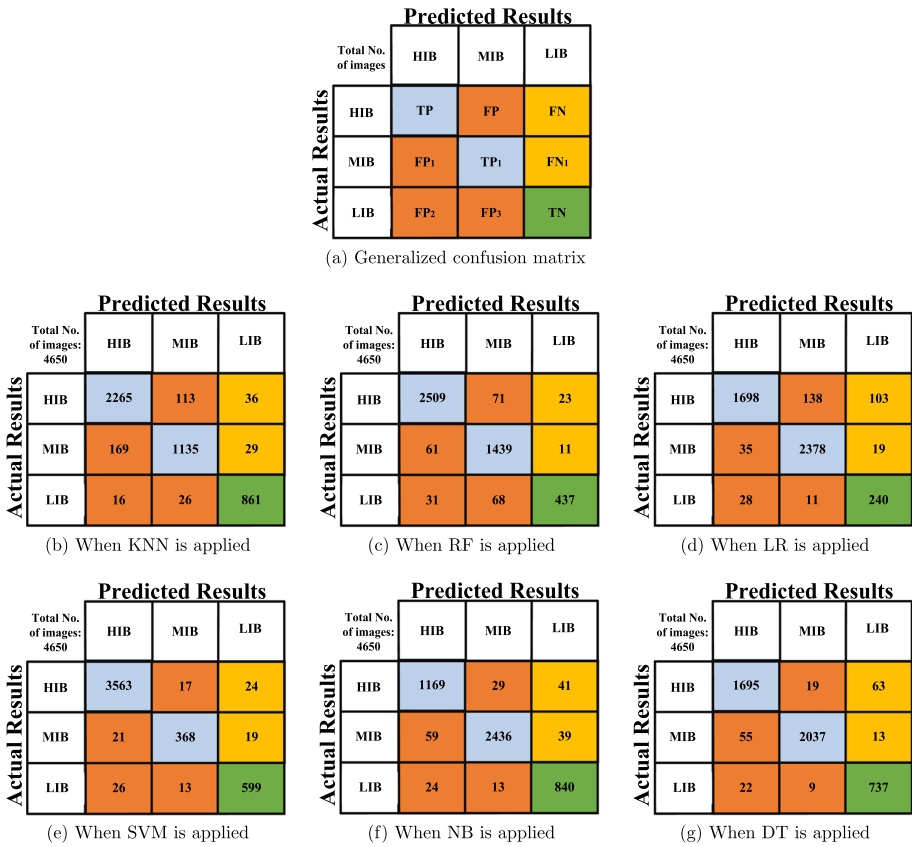 Predicted Results
Total No. of images
HIB MIB LIB
Actual Results
HIB TP FP FN
MIB FP1 TP1 FN1
LIB FP2 FP3 TN
(a) Generalized confusion matrix
Predicted Results
Total No. of images: 4650
HIB MIB LIB
Actual Results
HIB 2265 113 36
MIB 169 1135 29
LIB 16 26 861
(b) When KNN is applied
Predicted Results
Total No. of images: 4650
HIB MIB LIB
Actual Results
HIB 2509 71 23
MIB 61 1439 11
LIB 31 68 437
(c) When RF is applied
Predicted Results
Total No. of images: 4650
HIB MIB LIB
Actual Results
HIB 1698 138 103
MIB 35 2378 19
LIB 28 11 240
(d) When LR is applied
Predicted Results
Total No. of images: 4650
HIB MIB LIB
Actual Results
HIB 3563 17 24
MIB 21 368 19
LIB 26 13 599
(e) When SVM is applied
Predicted Results
Total No. of images: 4650
HIB MIB LIB
Actual Results
HIB 1169 29 41
MIB 59 2436 39
LIB 24 13 840
(f) When NB is applied
Predicted Results
Total No. of images: 4650
HIB MIB LIB
Actual Results
HIB 1695 19 63
MIB 55 2037 13
LIB 22 9 737
(g) When DT is applied